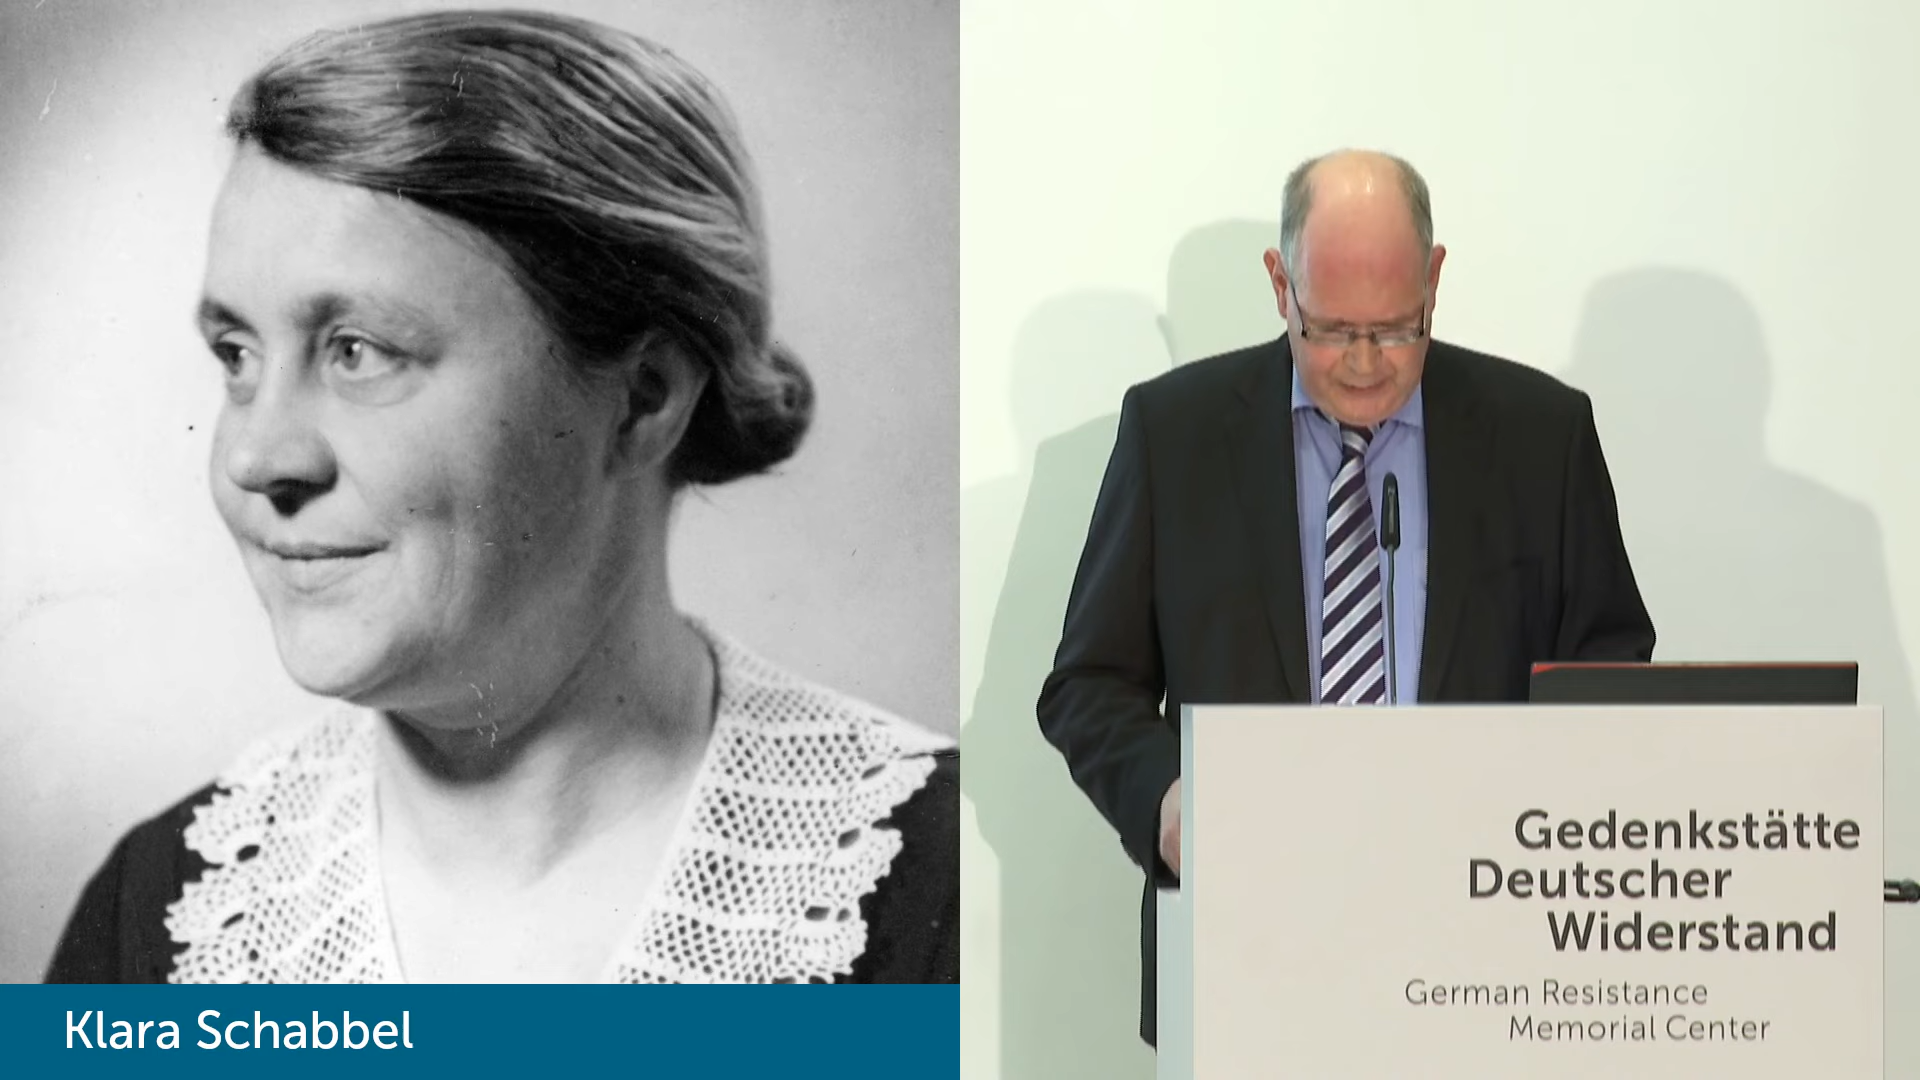 Klara Schabbel
Gedenkstätte
Deutscher
Widerstand
German Resistance
Memorial Center